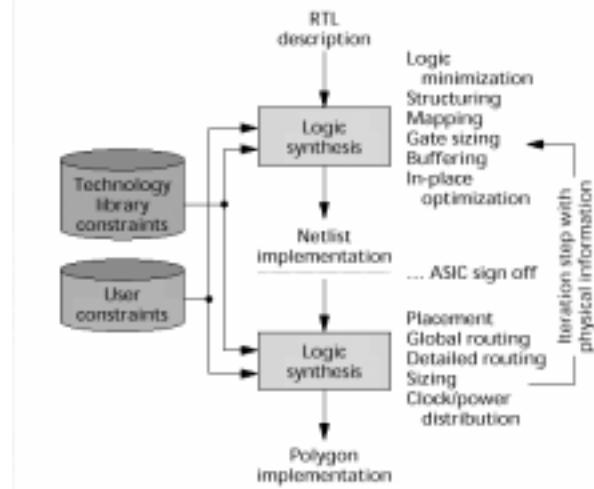 RTL
description
Logic
minimization
Structuring
Mapping
Gate sizing
Buffering
In-place
optimization
Logic
synthesis
Technology
library
constraints
Netlist
implementation
... ASIC sign off
User
constraints
Placement
Global routing
Detailed routing
Sizing
Clock/power
distribution
Logic
synthesis
Iteration step with
physical information
Polygon
implementation